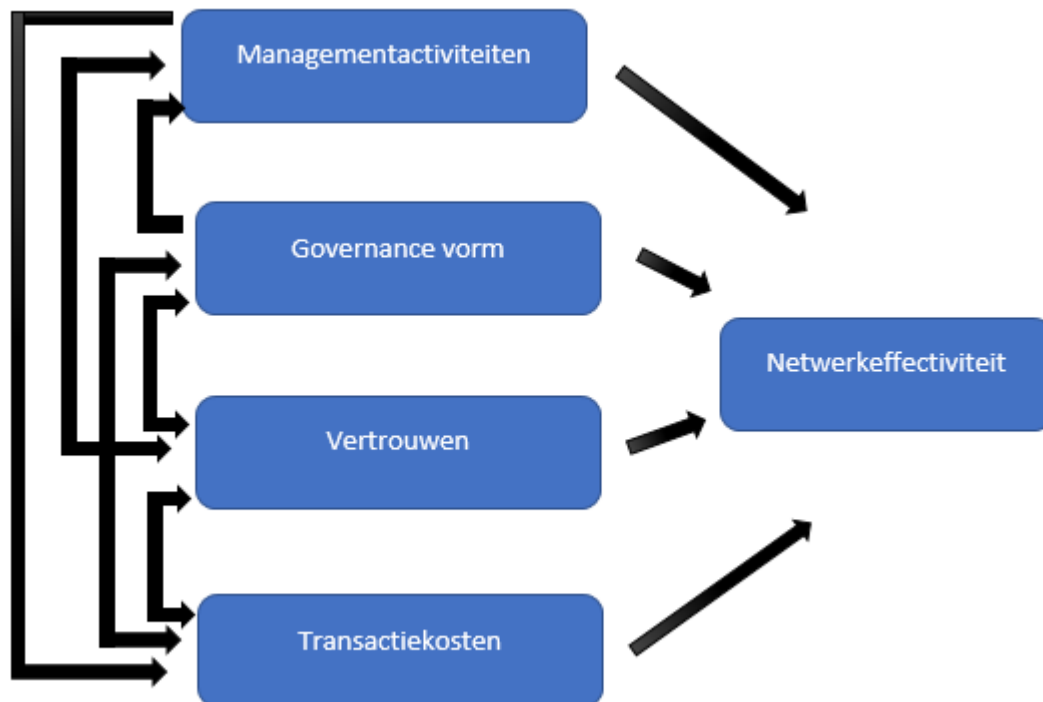 Managementactiviteiten
Governance vorm
Netwerkeffectiviteit
Vertrouwen
Transactiekosten